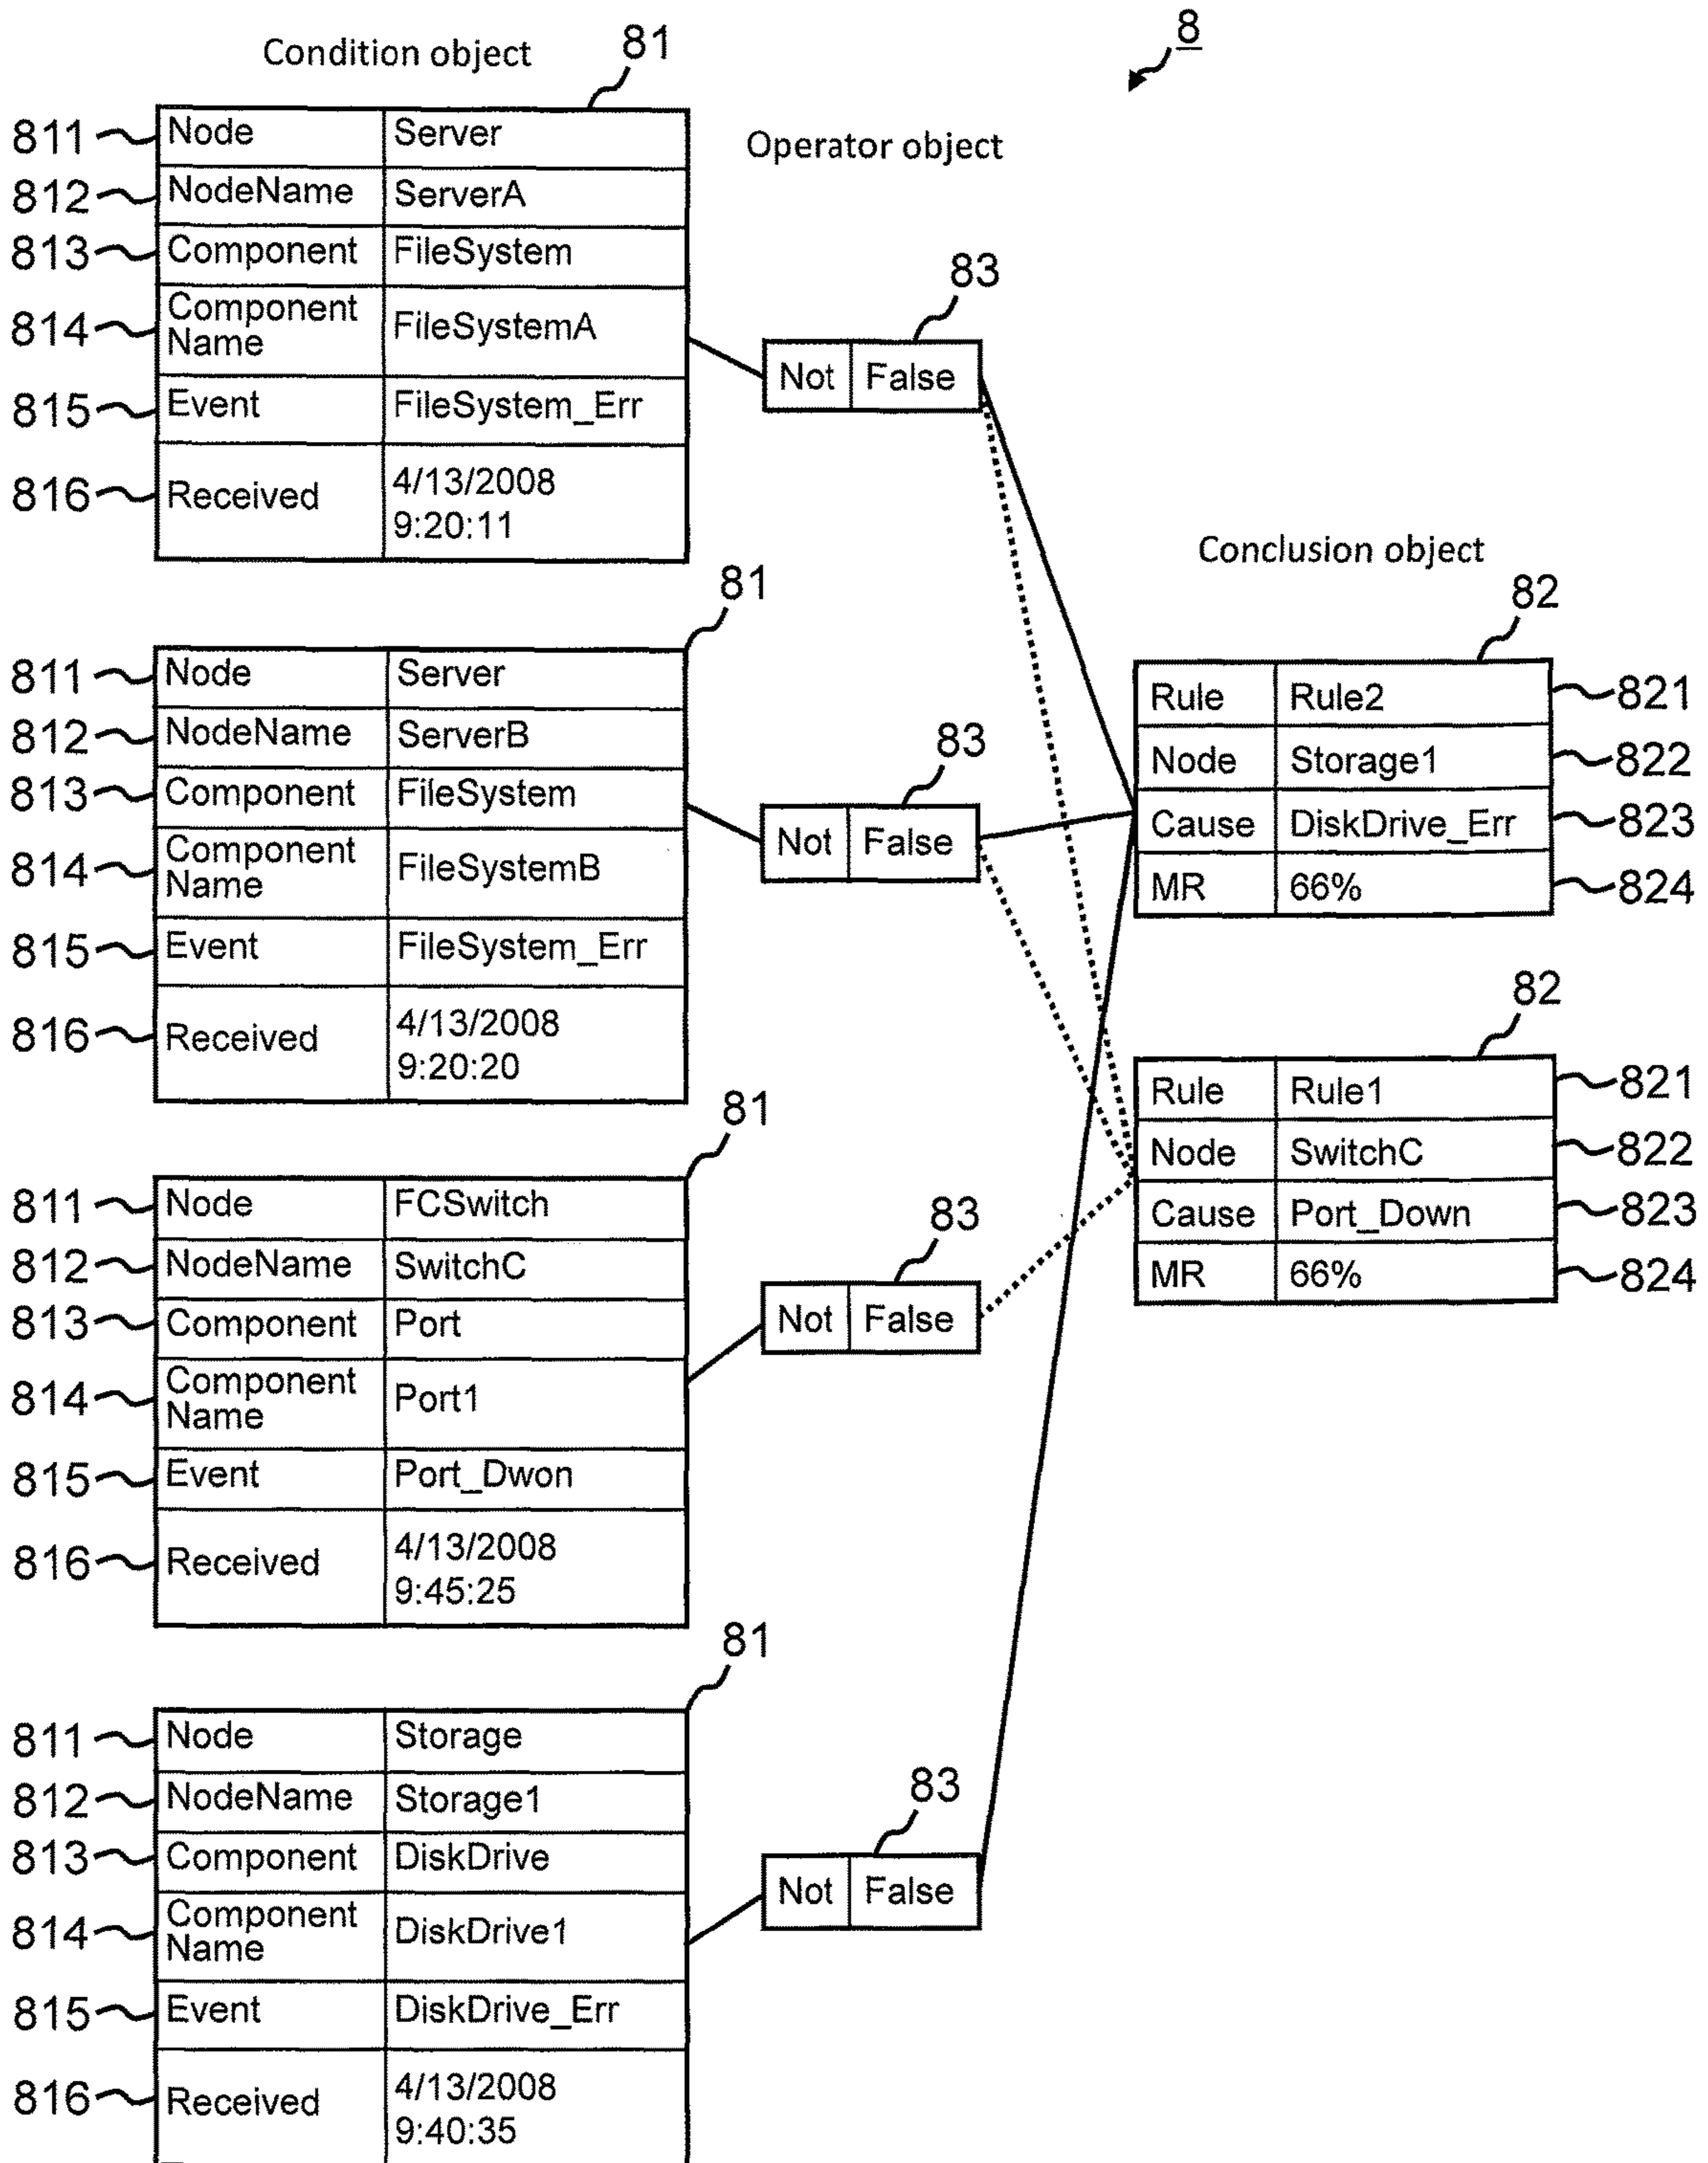 8
Condition object
81
811 Node Server
812 NodeName ServerA
813 Component FileSystem
814 Component Name FileSystemA
815 Event FileSystem_Err
816 Received 4/13/2008
9:20:11
Operator object
83
Not False
81
811 Node Server
812 NodeName ServerB
813 Component FileSystem
814 Component Name FileSystemB
815 Event FileSystem_Err
816 Received 4/13/2008
9:20:20
83
Not False
81
811 Node FCSwitch
812 NodeName SwitchC
813 Component Port
814 Component Name Port1
815 Event Port_Dwon
816 Received 4/13/2008
9:45:25
83
Not False
81
811 Node Storage
812 NodeName Storage1
813 Component DiskDrive
814 Component Name DiskDrive1
815 Event DiskDrive_Err
816 Received 4/13/2008
9:40:35
83
Not False
Conclusion object
82
Rule Rule2 821
Node Storage1 822
Cause DiskDrive_Err 823
MR 66% 824
82
Rule Rule1 821
Node SwitchC 822
Cause Port_Down 823
MR 66% 824